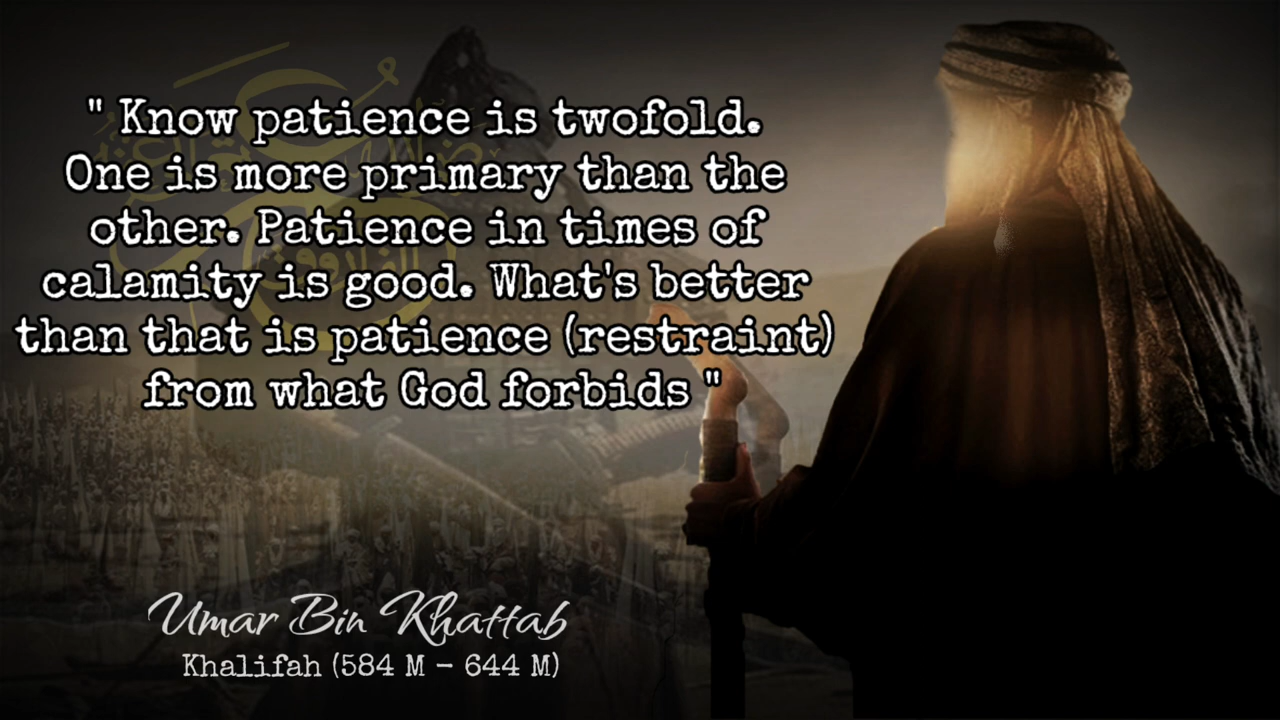 " Know patience is twofold.
One is more primary than the
other. Patience in times of
calamity is good. What's better
than that is patience (restraint)
from what God forbids "
Umar Bin Khattab
Khalifah (584 M - 644 M)